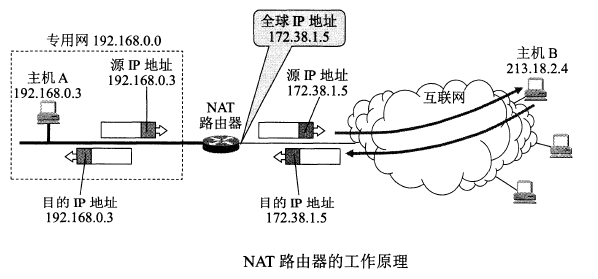 专用网 192.168.0.0
主机 A
192.168.0.3
源 IP 地址
192.168.0.3
全球 IP 地址
172.38.1.5
NAT
路由器
源 IP 地址
172.38.1.5
互联网
主机 B
213.18.2.4
目的 IP 地址
192.168.0.3
目的 IP 地址
172.38.1.5
NAT 路由器的工作原理